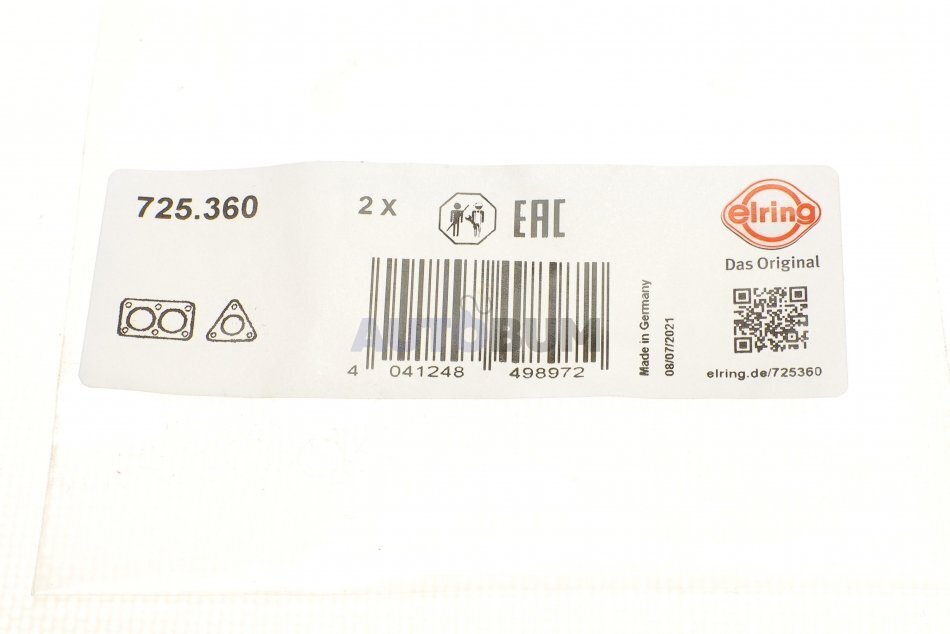 725.360
2 X
EAC
elring
Das Original
AUTOBUM
4 041248 498972
Made in Germany
08/07/2021
elring.de/725360